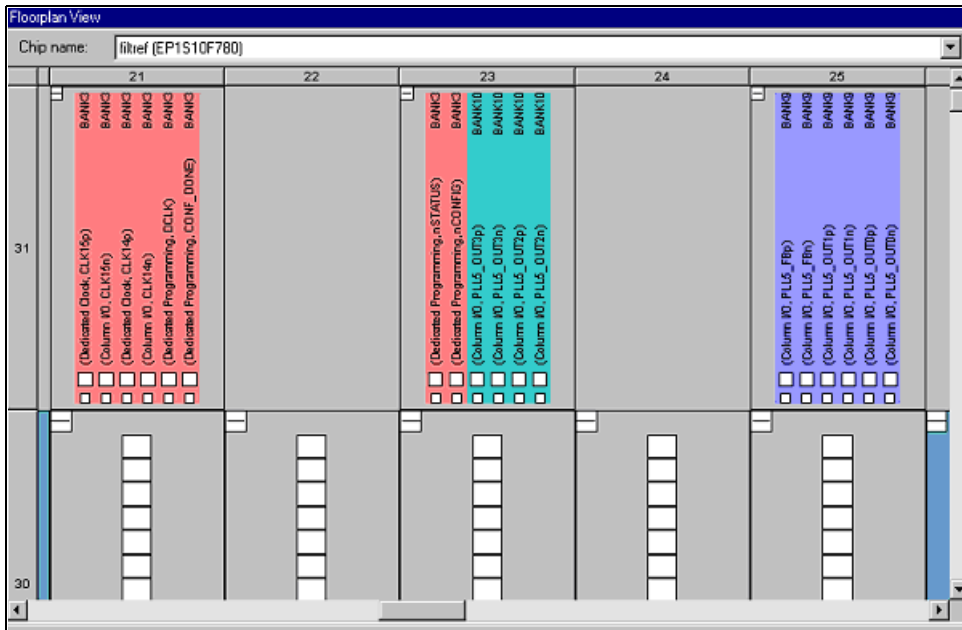 Floorplan View
Chip name: filtref (EP1S10F780)
21 22 23 24 25
31
BANK3 (Dedicated Clock, CLK15p)
BANK3 (Column I/O, CLK15n)
BANK3 (Dedicated Clock, CLK14p)
BANK3 (Column I/O, CLK14n)
BANK3 (Dedicated Programming, DCLK)
BANK3 (Dedicated Programming, CONF_DONE)
BANK3 (Dedicated Programming,nSTATUS)
BANK3 (Dedicated Programming,nCONFIG)
BANK10 (Column I/O, PLL5_OUT3p)
BANK10 (Column I/O, PLL5_OUT3n)
BANK10 (Column I/O, PLL5_OUT2p)
BANK10 (Column I/O, PLL5_OUT2n)
BANK9 (Column I/O, PLL5_FBp)
BANK9 (Column I/O, PLL5_FBn)
BANK9 (Column I/O, PLL5_OUT1p)
BANK9 (Column I/O, PLL5_OUT1n)
BANK9 (Column I/O, PLL5_OUT0p)
BANK9 (Column I/O, PLL5_OUT0n)
30